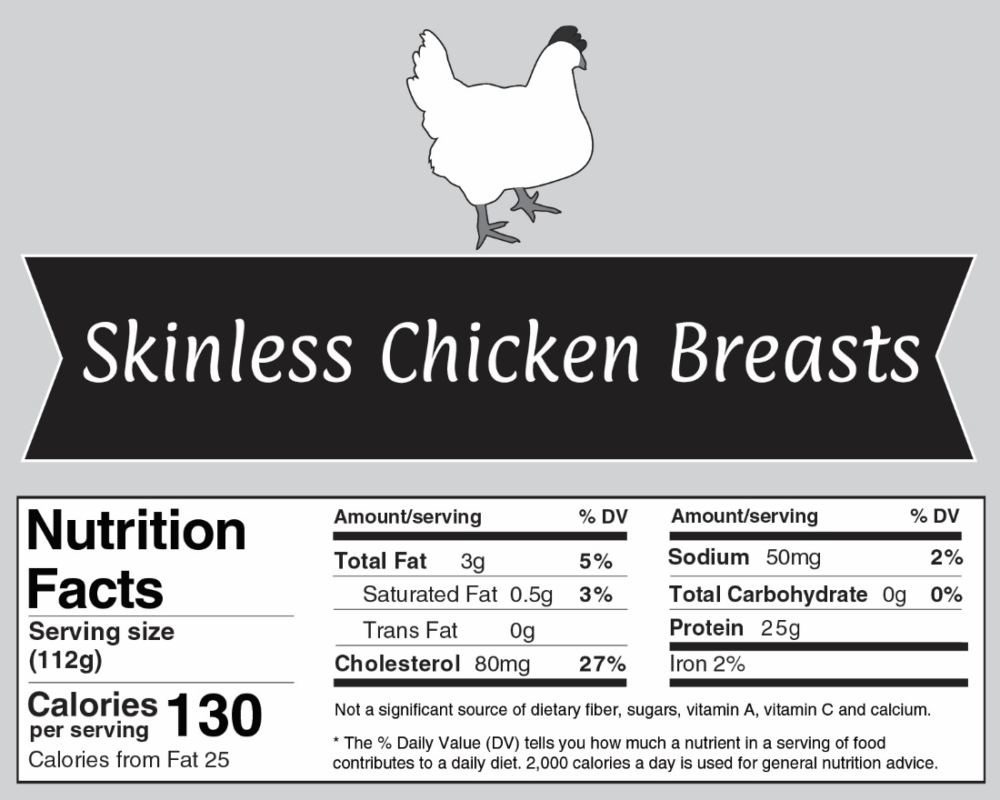 Skinless Chicken Breasts
Nutrition
Facts
Serving size
(112g)
Calories
per serving
130
Calories from Fat 25
Amount/serving % DV
Total Fat 3g 5%
Saturated Fat 0.5g 3%
Trans Fat 0g
Cholesterol 80mg 27%
Amount/serving % DV
Sodium 50mg 2%
Total Carbohydrate 0g 0%
Protein 25g
Iron 2%
Not a significant source of dietary fiber, sugars, vitamin A, vitamin C and calcium.
* The % Daily Value (DV) tells you how much a nutrient in a serving of food
contributes to a daily diet. 2,000 calories a day is used for general nutrition advice.